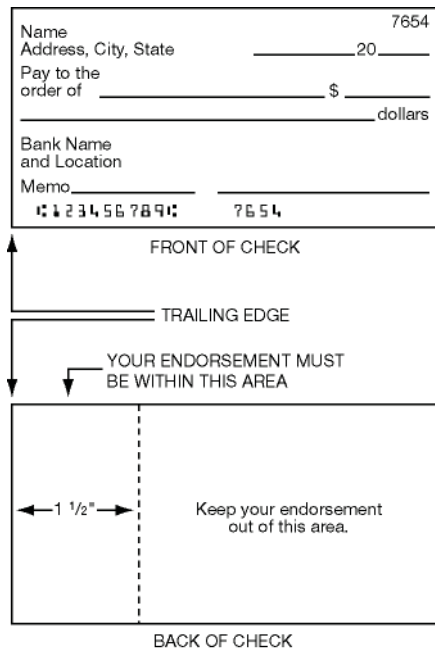 7654
Name
Address, City, State 20
Pay to the
order of $
dollars
Bank Name
and Location
Memo
⑆123456789⑆ 7654
FRONT OF CHECK
TRAILING EDGE
YOUR ENDORSEMENT MUST
BE WITHIN THIS AREA
1 1/2"
Keep your endorsement
out of this area.
BACK OF CHECK